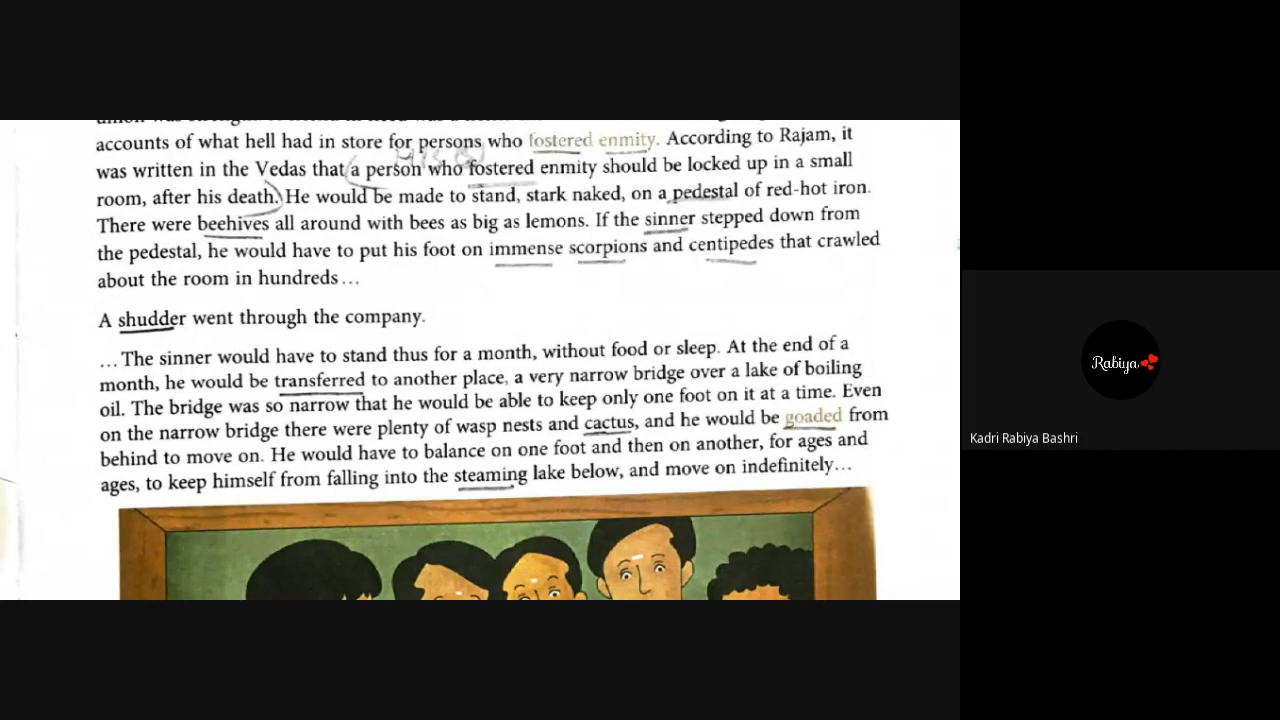 accounts of what hell had in store for persons who fostered enmity. According to Rajam, it
was written in the Vedas that a person who fostered enmity should be locked up in a small
room, after his death. He would be made to stand, stark naked, on a pedestal of red-hot iron.
There were beehives all around with bees as big as lemons. If the sinner stepped down from
the pedestal, he would have to put his foot on immense scorpions and centipedes that crawled
about the room in hundreds...
A shudder went through the company.
...The sinner would have to stand thus for a month, without food or sleep. At the end of a
month, he would be transferred to another place, a very narrow bridge over a lake of boiling
oil. The bridge was so narrow that he would be able to keep only one foot on it at a time. Even
on the narrow bridge there were plenty of wasp nests and cactus, and he would be goaded from
behind to move on. He would have to balance on one foot and then on another, for ages and
ages, to keep himself from falling into the steaming lake below, and move on indefinitely...
Rabiya
Kadri Rabiya Bashri